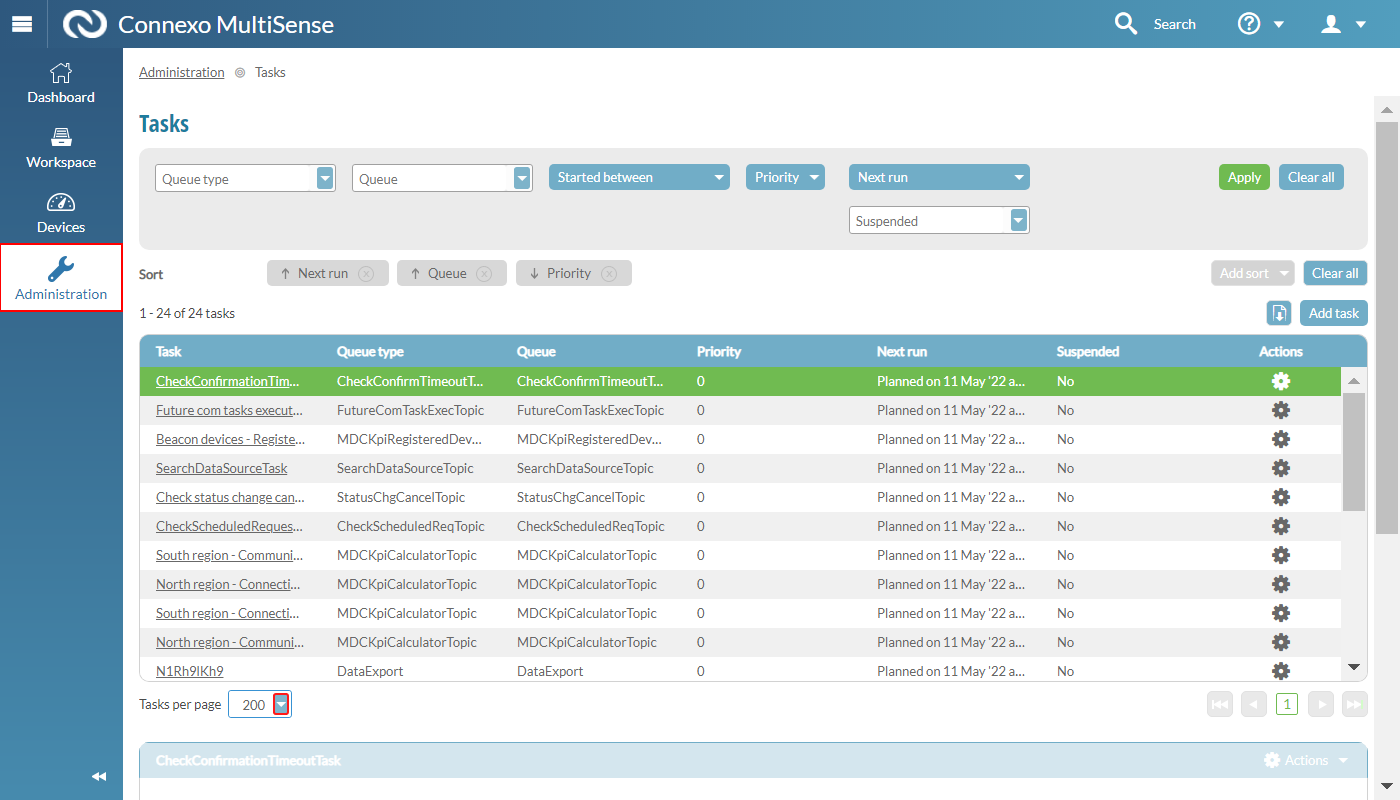 Connexo MultiSense
Search
Dashboard
Workspace
Devices
Administration
Administration Tasks
Tasks
Queue type Queue Started between Priority Next run Apply Clear all
Suspended
Sort Next run Queue Priority Add sort Clear all
1 - 24 of 24 tasks Add task
Task Queue type Queue Priority Next run Suspended Actions
CheckConfirmationTim... CheckConfirmTimeoutT... CheckConfirmTimeoutT... 0 Planned on 11 May '22 a... No
Future com tasks execut... FutureComTaskExecTopic FutureComTaskExecTopic 0 Planned on 11 May '22 a... No
Beacon devices - Registe... MDCKpiRegisteredDev... MDCKpiRegisteredDev... 0 Planned on 11 May '22 a... No
SearchDataSourceTask SearchDataSourceTopic SearchDataSourceTopic 0 Planned on 11 May '22 a... No
Check status change can... StatusChgCancelTopic StatusChgCancelTopic 0 Planned on 11 May '22 a... No
CheckScheduledReques... CheckScheduledReqTopic CheckScheduledReqTopic 0 Planned on 11 May '22 a... No
South region - Communi... MDCKpiCalculatorTopic MDCKpiCalculatorTopic 0 Planned on 11 May '22 a... No
North region - Connecti... MDCKpiCalculatorTopic MDCKpiCalculatorTopic 0 Planned on 11 May '22 a... No
South region - Connecti... MDCKpiCalculatorTopic MDCKpiCalculatorTopic 0 Planned on 11 May '22 a... No
North region - Communi... MDCKpiCalculatorTopic MDCKpiCalculatorTopic 0 Planned on 11 May '22 a... No
N1Rh9lKh9 DataExport DataExport 0 Planned on 11 May '22 a... No
Tasks per page 200 1
CheckConfirmationTimeoutTask Actions